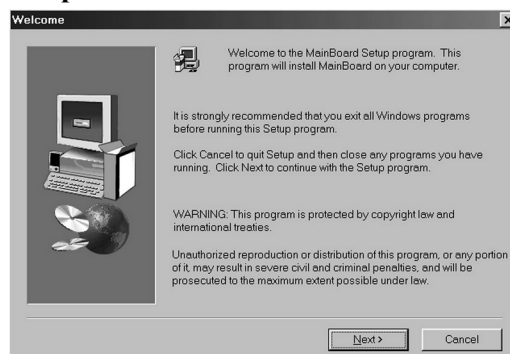 Welcome
Welcome to the MainBoard Setup program. This
program will install MainBoard on your computer.
It is strongly recommended that you exit all Windows programs
before running this Setup program.
Click Cancel to quit Setup and then close any programs you have
running. Click Next to continue with the Setup program.
WARNING: This program is protected by copyright law and
international treaties.
Unauthorized reproduction or distribution of this program, or any portion
of it, may result in severe civil and criminal penalties, and will be
prosecuted to the maximum extent possible under law.
Next >
Cancel